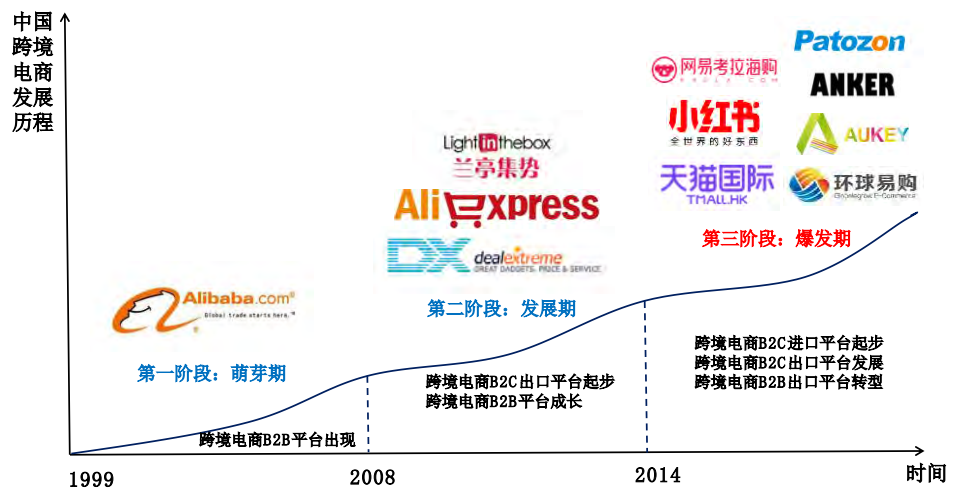 中国
跨境
电商
发展
历程
Patozon
网易考拉海购
KAOLA.COM
ANKER
小红书
全世界的好东西
AUKEY
Lightinthebox
兰亭集势
天猫国际
TMALL.HK
环球易购
Globalegrow E-Commerce
AliExpress
DX dealextreme
GREAT GADGETS, PRICE & SERVICE
第三阶段：爆发期
Alibaba.com®
Global trade starts here.™
第二阶段：发展期
第一阶段：萌芽期
跨境电商B2C进口平台起步
跨境电商B2C出口平台发展
跨境电商B2B出口平台转型
跨境电商B2C出口平台起步
跨境电商B2B平台成长
跨境电商B2B平台出现
1999
2008
2014
时间